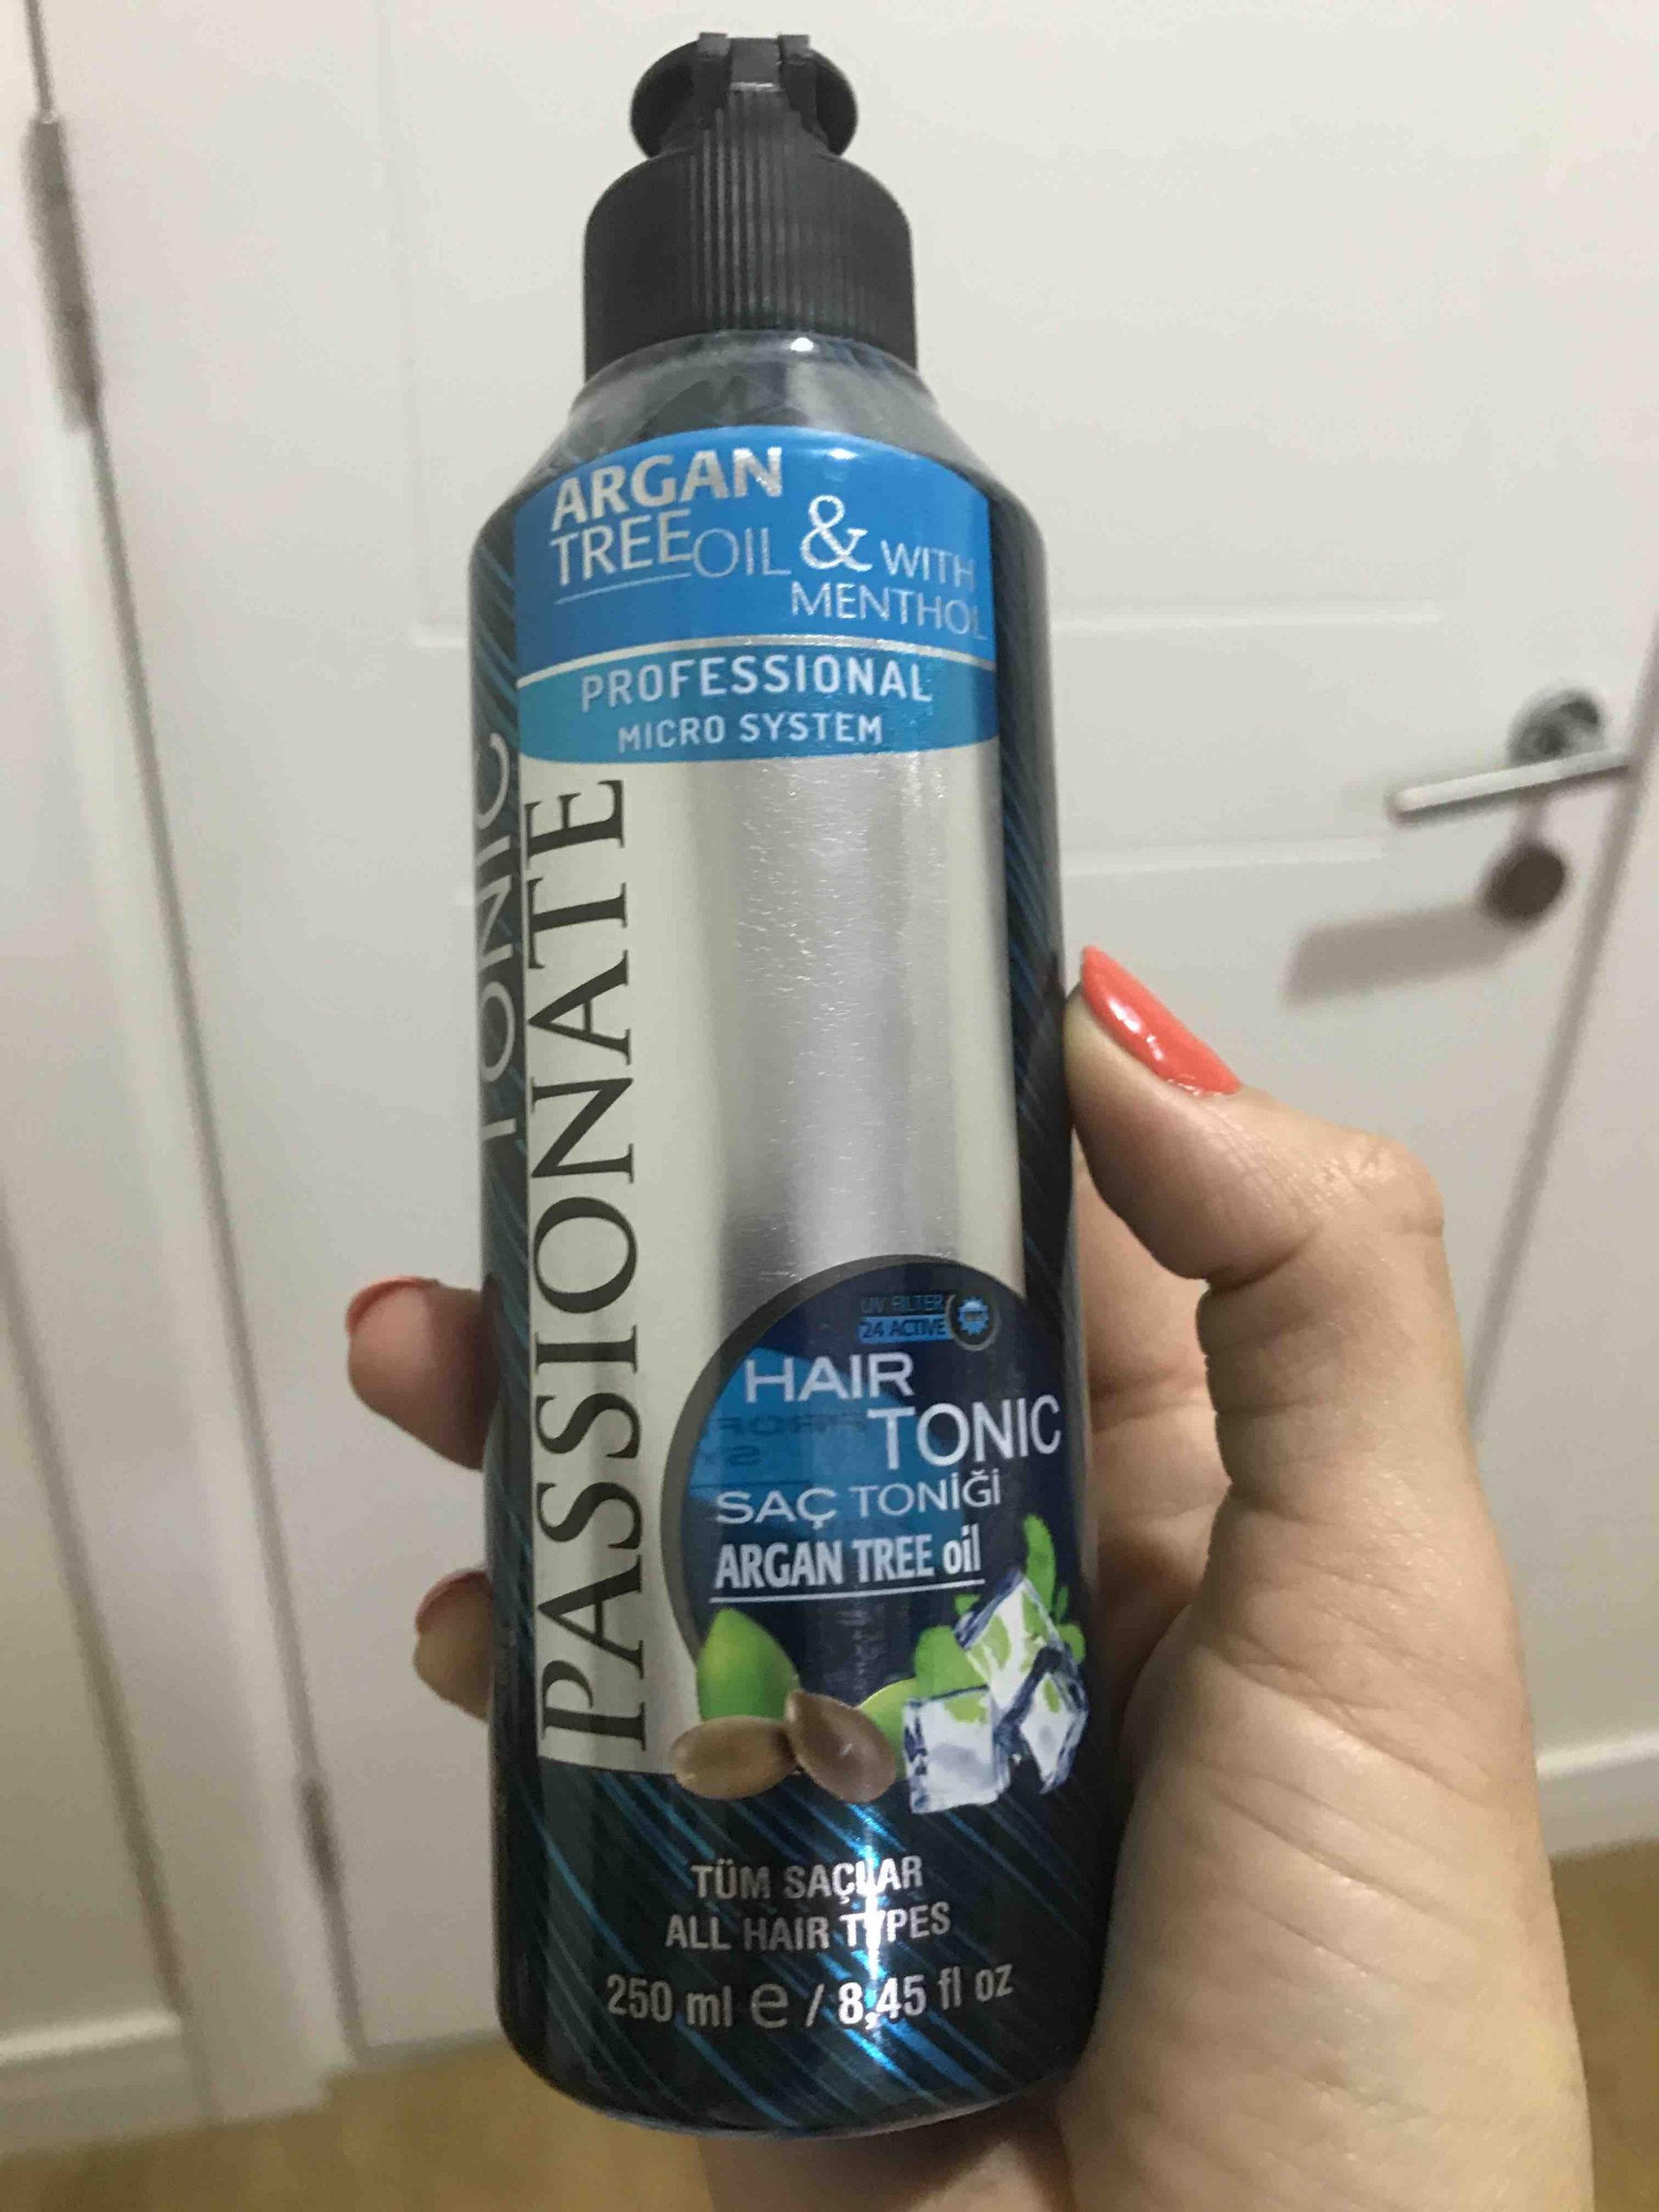 ARGAN
TREE OIL & WITH
MENTHOL
PROFESSIONAL
MICRO SYSTEM
TONIC
PASSIONATE
UV FILTER
24 ACTIVE
HAIR
TONIC
SAÇ TONİĞİ
ARGAN TREE oil
TÜM SAÇLAR
ALL HAIR TYPES
250 ml e / 8,45 fl oz